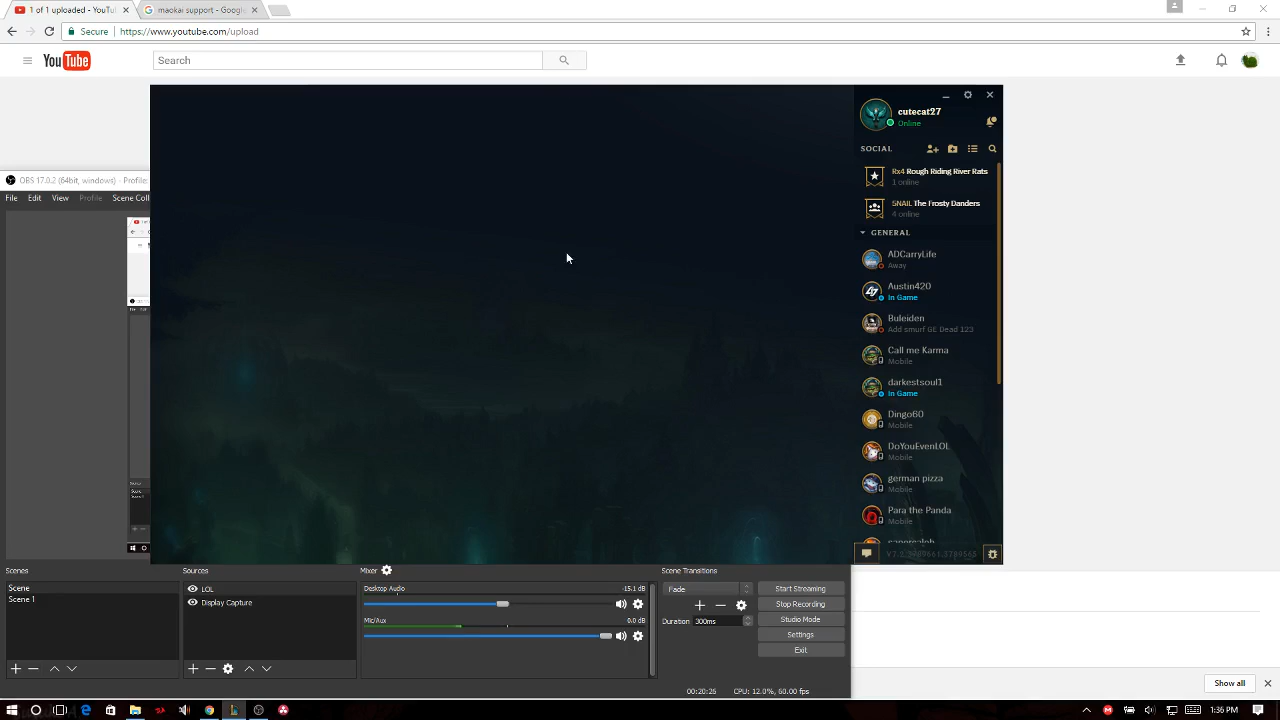 1 of 1 uploaded - YouTu
maokai support - Google
Secure
https://www.youtube.com/upload
YouTube
Search
cutecat27
Online
SOCIAL
Rx4 Rough Riding River Rats
1 online
SNAIL The Frosty Danders
4 online
GENERAL
ADCarryLife
Away
Austin420
In Game
Buleiden
Add smurf GE Dead 123
Call me Karma
Mobile
darkestsoul1
In Game
Dingo60
Mobile
DoYouEvenLOL
Mobile
german pizza
Mobile
Para the Panda
Mobile
OBS 17.0.2 (64bit, windows) - Profile:
File Edit View Profile Scene Coll
Scenes
Scene
Scene 1
Sources
LOL
Display Capture
Mixer
Desktop Audio
-15.1 dB
Mic/Aux
0.0 dB
Scene Transitions
Fade
Duration 300ms
Start Streaming
Stop Recording
Studio Mode
Settings
Exit
00:20:26
CPU: 12.0%, 60.00 fps
Show all
1:36 PM